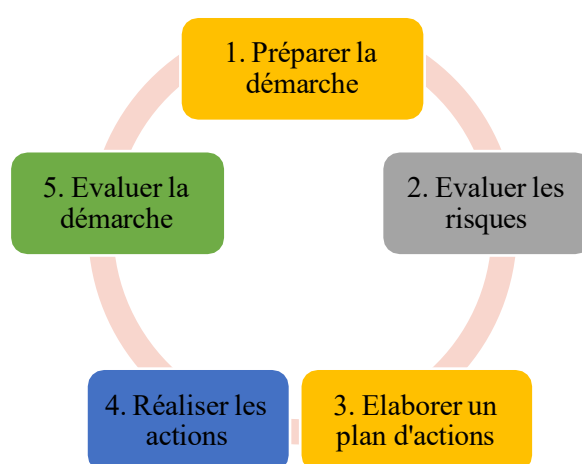 1. Préparer la
démarche
2. Evaluer les
risques
3. Elaborer un
plan d'actions
4. Réaliser les
actions
5. Evaluer la
démarche